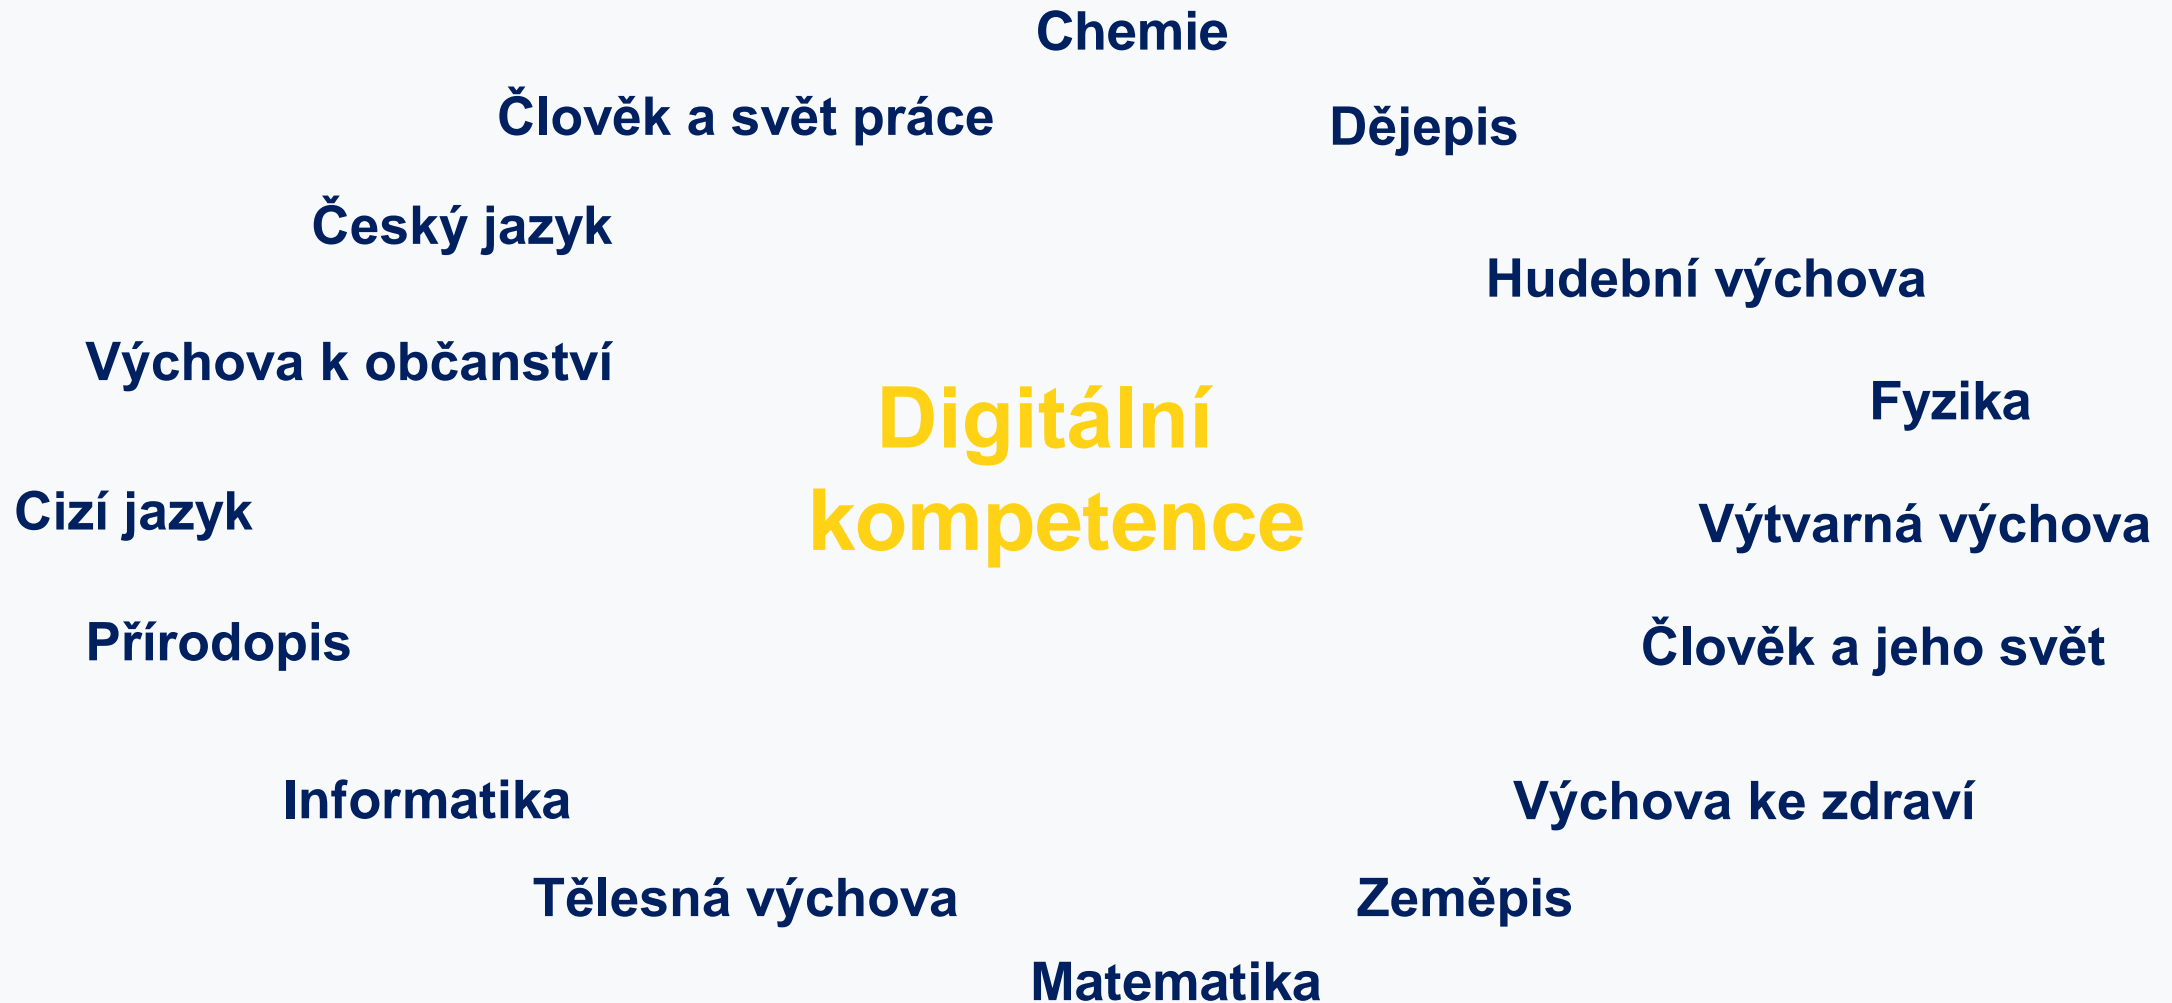 Chemie
Člověk a svět práce
Dějepis
Český jazyk
Hudební výchova
Výchova k občanství
Fyzika
Digitální
kompetence
Cizí jazyk
Výtvarná výchova
Přírodopis
Člověk a jeho svět
Informatika
Výchova ke zdraví
Tělesná výchova
Zeměpis
Matematika